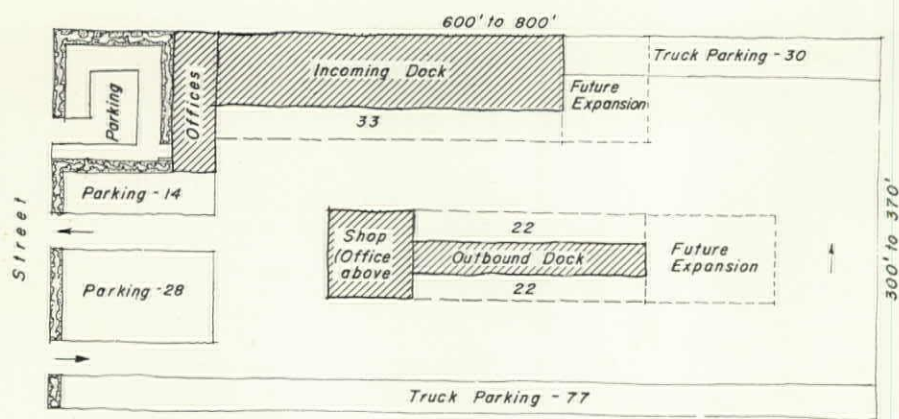 600' to 800'
Incoming Dock
Truck Parking - 30
Parking
Offices
Future
Expansion
33
Parking - 14
Street
22
Shop
(Office
above
Outbound Dock
Future
Expansion
300' to 370'
Parking - 28
22
Truck Parking - 77